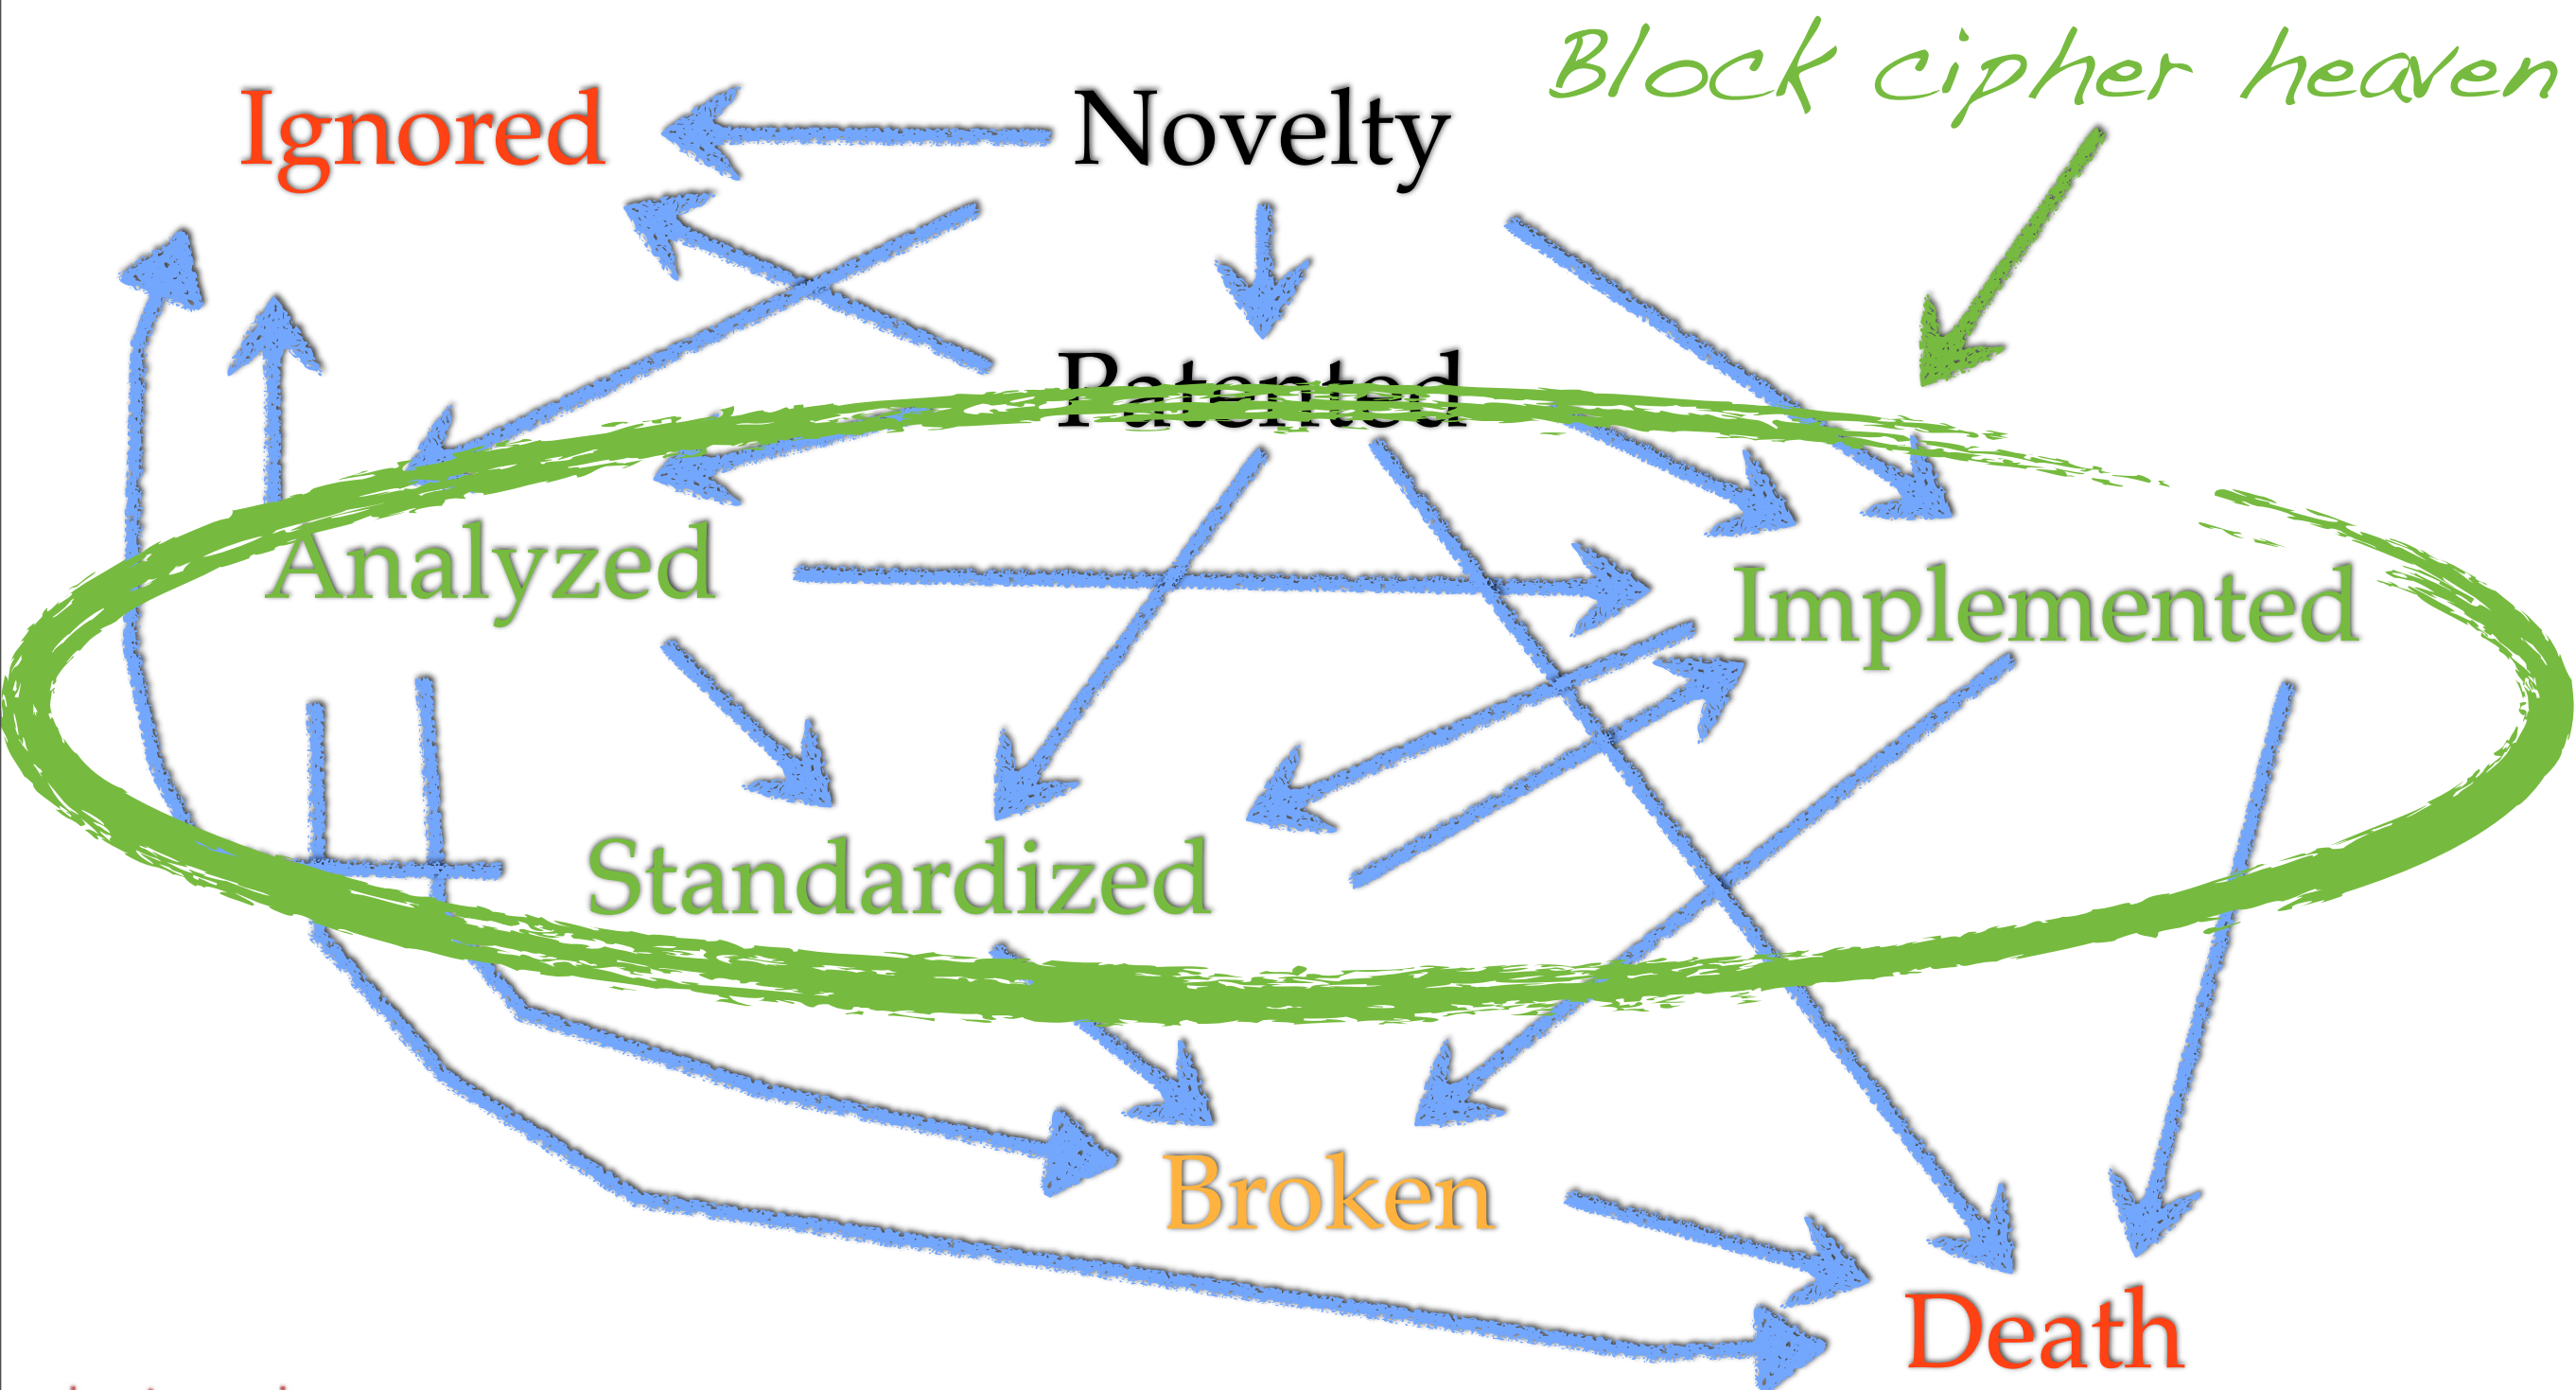 Block cipher heaven
Ignored
Novelty
Patented
Analyzed
Implemented
Standardized
Broken
Death